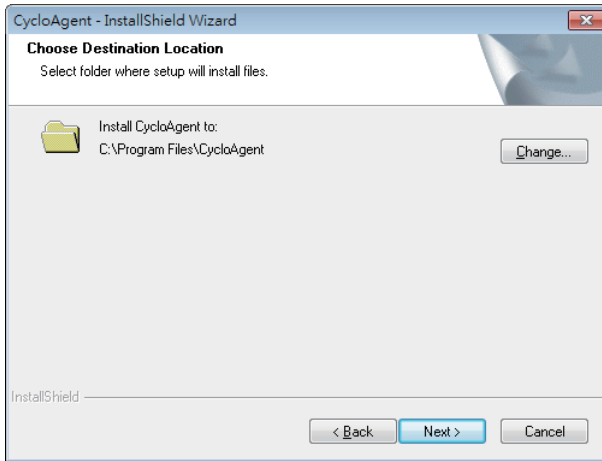 CycloAgent - InstallShield Wizard
Choose Destination Location
Select folder where setup will install files.
Install CycloAgent to:
C:\Program Files\CycloAgent
Change...
InstallShield
< Back
Next >
Cancel